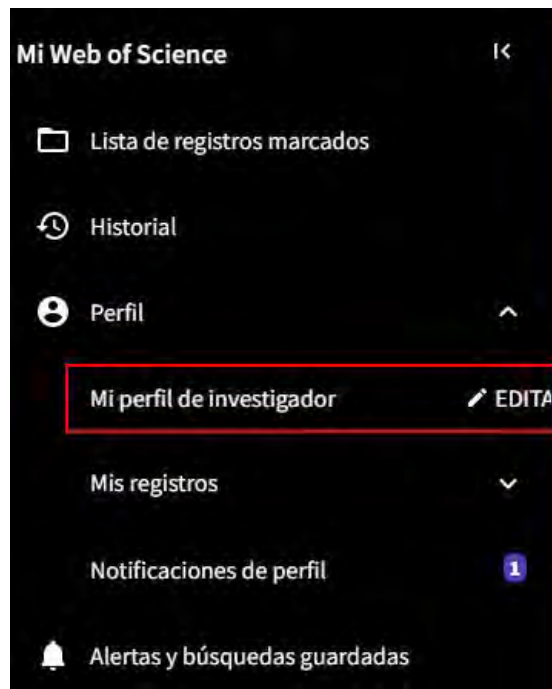 Mi Web of Science
Lista de registros marcados
Historial
Perfil
Mi perfil de investigador EDITA
Mis registros
Notificaciones de perfil 1
Alertas y búsquedas guardadas